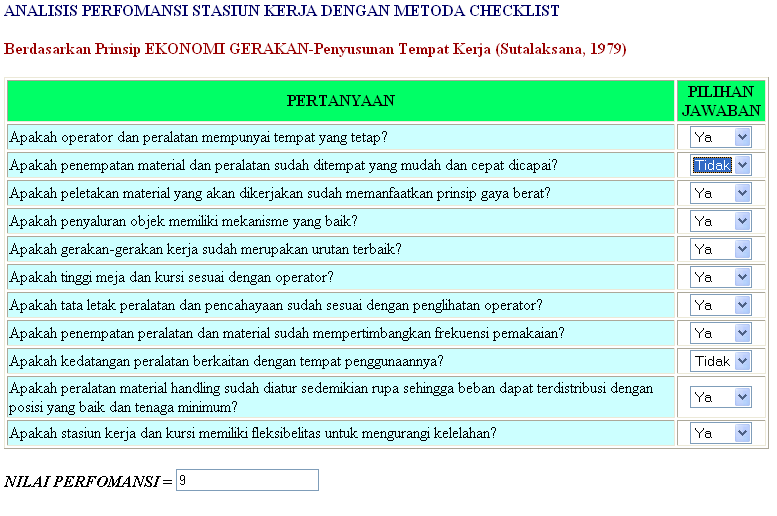 ANALISIS PERFOMANSI STASIUN KERJA DENGAN METODA CHECKLIST
Berdasarkan Prinsip EKONOMI GERAKAN-Penyusunan Tempat Kerja (Sutalaksana, 1979)
PERTANYAAN PILIHAN JAWABAN
Apakah operator dan peralatan mempunyai tempat yang tetap? Ya
Apakah penempatan material dan peralatan sudah ditempat yang mudah dan cepat dicapai? Tidak
Apakah peletakan material yang akan dikerjakan sudah memanfaatkan prinsip gaya berat? Ya
Apakah penyaluran objek memiliki mekanisme yang baik? Ya
Apakah gerakan-gerakan kerja sudah merupakan urutan terbaik? Ya
Apakah tinggi meja dan kursi sesuai dengan operator? Ya
Apakah tata letak peralatan dan pencahayaan sudah sesuai dengan penglihatan operator? Ya
Apakah penempatan peralatan dan material sudah mempertimbangkan frekuensi pemakaian? Ya
Apakah kedatangan peralatan berkaitan dengan tempat penggunaannya? Tidak
Apakah peralatan material handling sudah diatur sedemikian rupa sehingga beban dapat terdistribusi dengan
posisi yang baik dan tenaga minimum? Ya
Apakah stasiun kerja dan kursi memiliki fleksibelitas untuk mengurangi kelelahan? Ya
NILAI PERFOMANSI = 9